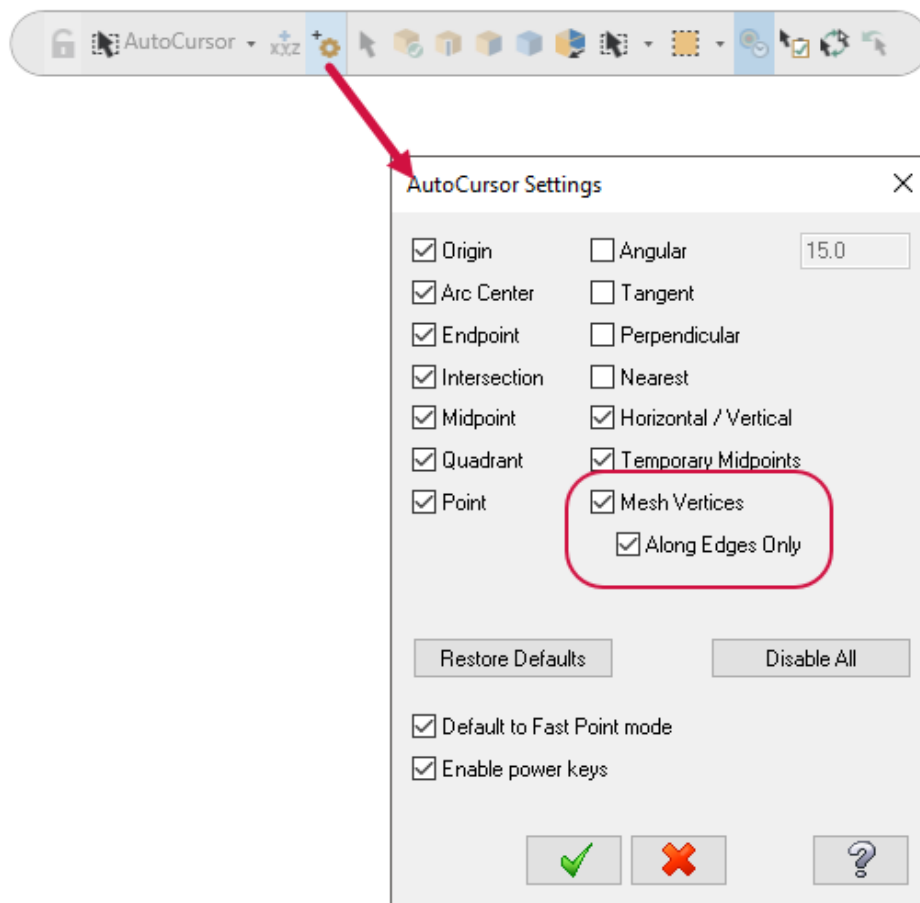 AutoCursor
xyz
AutoCursor Settings
Origin
Angular
15.0
Arc Center
Tangent
Endpoint
Perpendicular
Intersection
Nearest
Midpoint
Horizontal / Vertical
Quadrant
Temporary Midpoints
Point
Mesh Vertices
Along Edges Only
Restore Defaults
Disable All
Default to Fast Point mode
Enable power keys